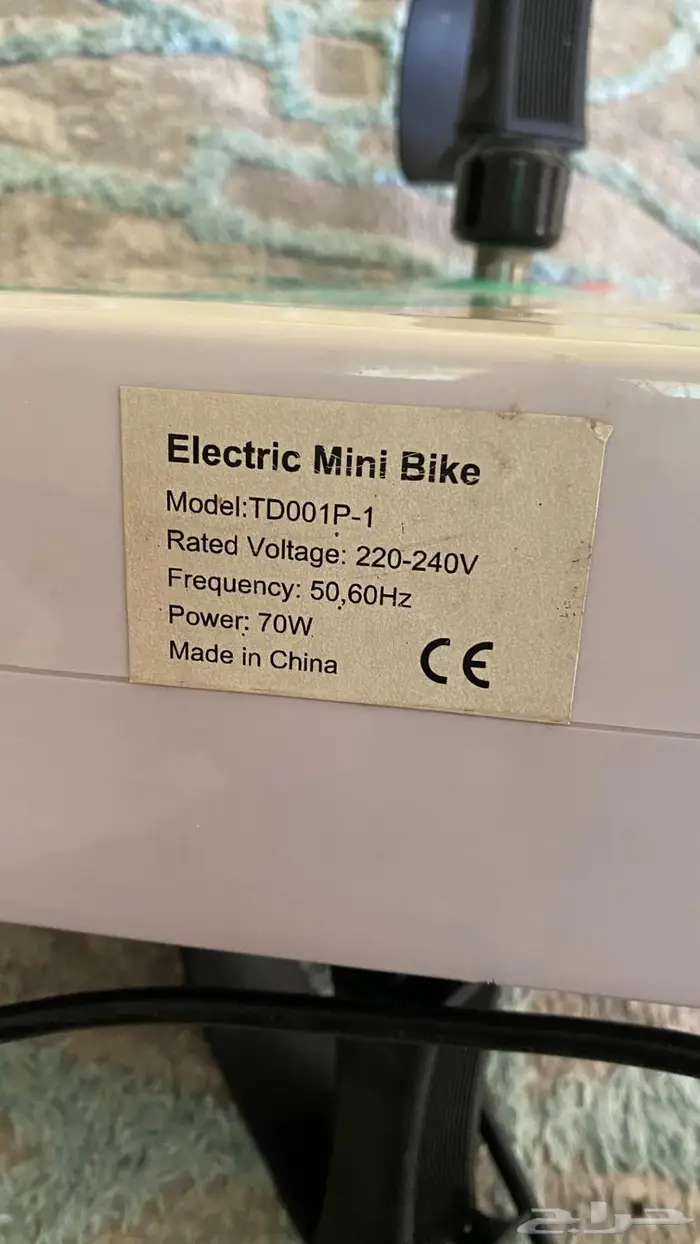 Electric Mini Bike
Model:TD001P-1
Rated Voltage: 220-240V
Frequency: 50,60Hz
Power: 70W
Made in China
CE
حراج